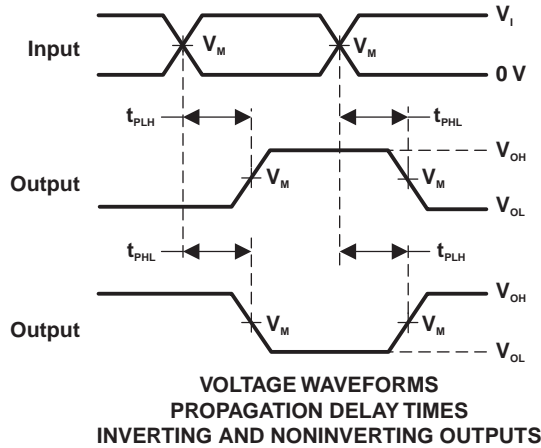 V_I
Input V_M V_M
0 V
t_PLH t_PHL
V_OH
Output V_M V_M
V_OL
t_PHL t_PLH
V_OH
Output V_M V_M
V_OL
VOLTAGE WAVEFORMS
PROPAGATION DELAY TIMES
INVERTING AND NONINVERTING OUTPUTS